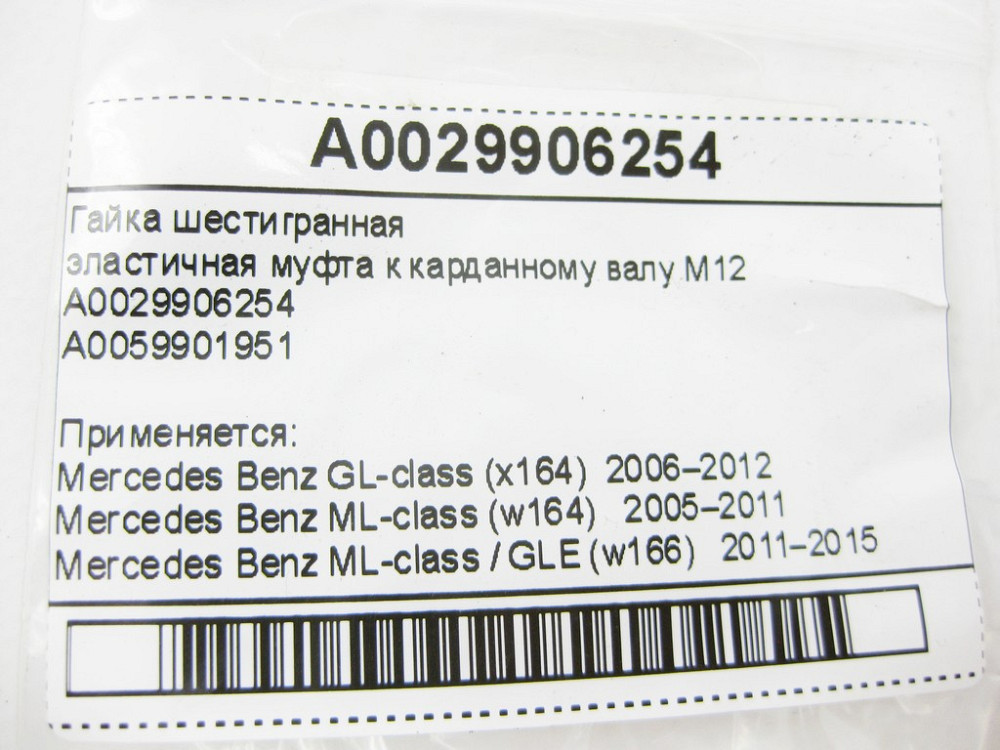 A0029906254
Гайка шестигранная
эластичная муфта к карданному валу М12
A0029906254
A0059901951
Применяется:
Mercedes Benz GL-class (x164) 2006–2012
Mercedes Benz ML-class (w164) 2005–2011
Mercedes Benz ML-class / GLE (w166) 2011–2015